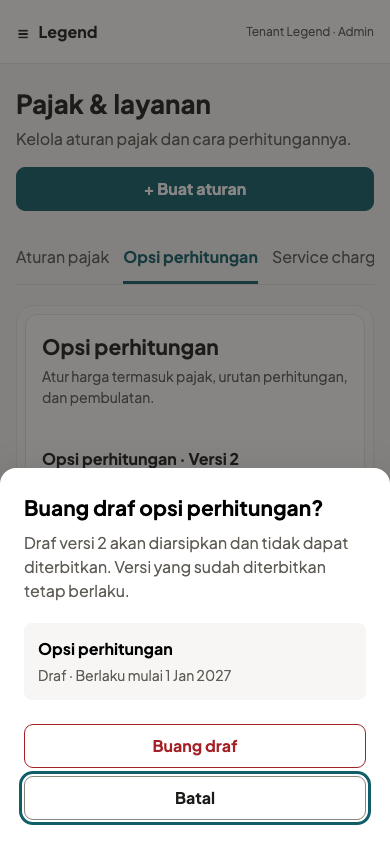 ≡ Legend
Tenant Legend · Admin
Pajak & layanan
Kelola aturan pajak dan cara perhitungannya.
+ Buat aturan
Aturan pajak Opsi perhitungan Service charg
Opsi perhitungan
Atur harga termasuk pajak, urutan perhitungan,
dan pembulatan.
Opsi perhitungan · Versi 2
Buang draf opsi perhitungan?
Draf versi 2 akan diarsipkan dan tidak dapat
diterbitkan. Versi yang sudah diterbitkan
tetap berlaku.
Opsi perhitungan
Draf · Berlaku mulai 1 Jan 2027
Buang draf
Batal